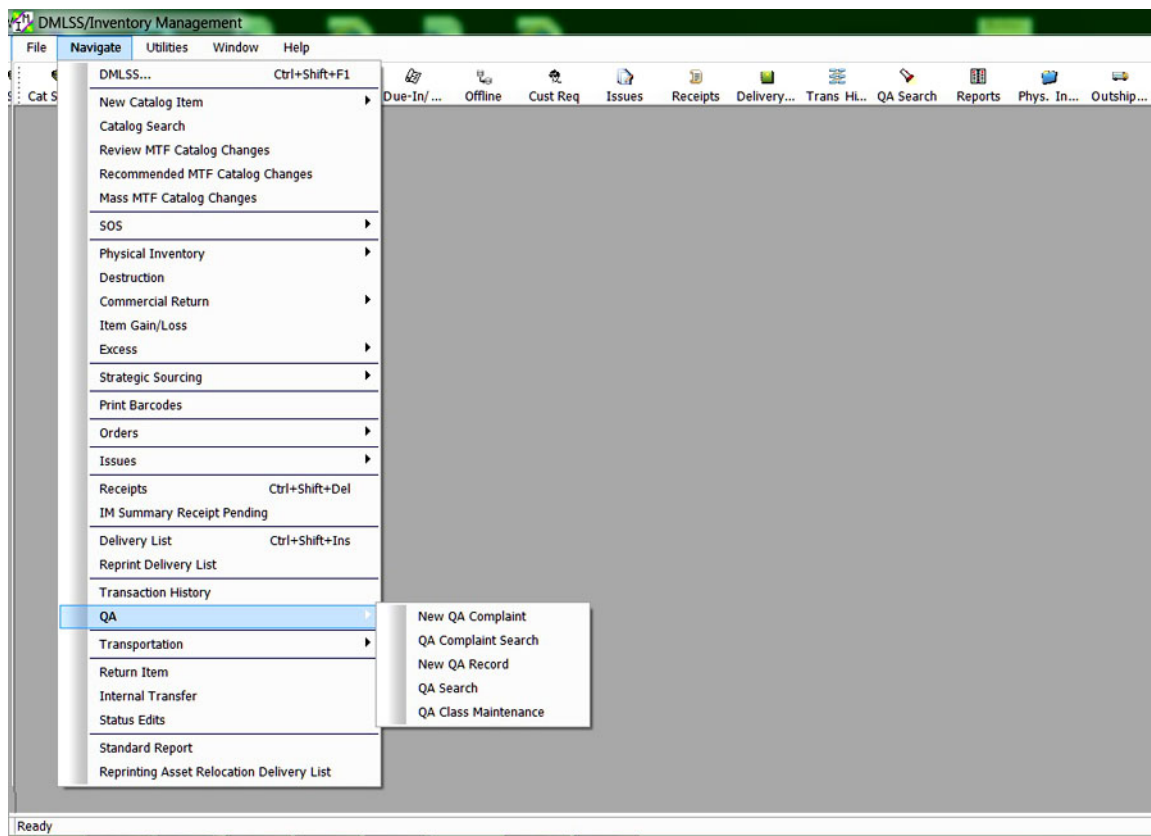 DMLSS/Inventory Management
File Navigate Utilities Window Help
Cat S Due-In/ ... Offline Cust Req Issues Receipts Delivery... Trans Hi... QA Search Reports Phys. In... Outship...
DMLSS... Ctrl+Shift+F1
New Catalog Item
Catalog Search
Review MTF Catalog Changes
Recommended MTF Catalog Changes
Mass MTF Catalog Changes
SOS
Physical Inventory
Destruction
Commercial Return
Item Gain/Loss
Excess
Strategic Sourcing
Print Barcodes
Orders
Issues
Receipts Ctrl+Shift+Del
IM Summary Receipt Pending
Delivery List Ctrl+Shift+Ins
Reprint Delivery List
Transaction History
QA
New QA Complaint
QA Complaint Search
New QA Record
QA Search
QA Class Maintenance
Transportation
Return Item
Internal Transfer
Status Edits
Standard Report
Reprinting Asset Relocation Delivery List
Ready